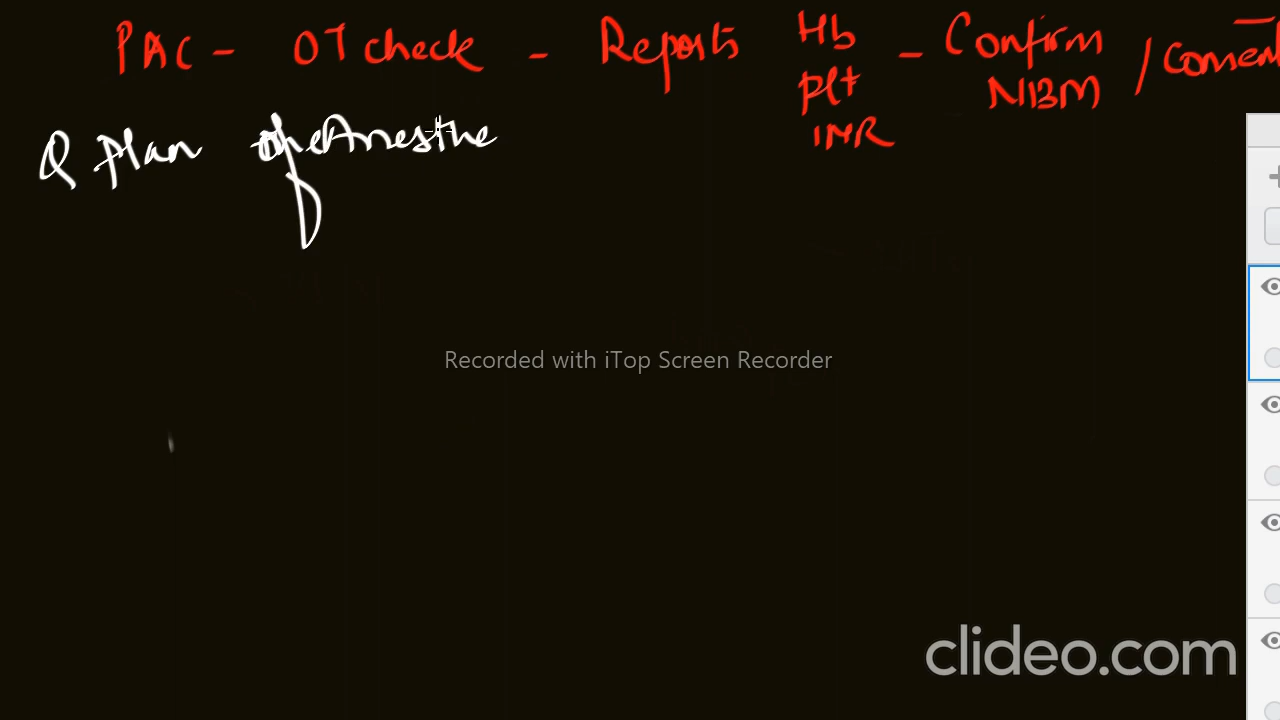 PAC - OT check - Reports Hb - Confirm / Consent
Plt NBM
INR
Q Plan of Anesthe
Recorded with iTop Screen Recorder
clideo.com